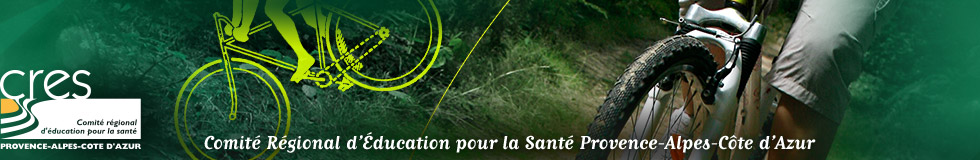 cres
Comité régional
d'éducation pour la santé
PROVENCE-ALPES-COTE D'AZUR
Comité Régional d'Éducation pour la Santé Provence-Alpes-Côte d'Azur